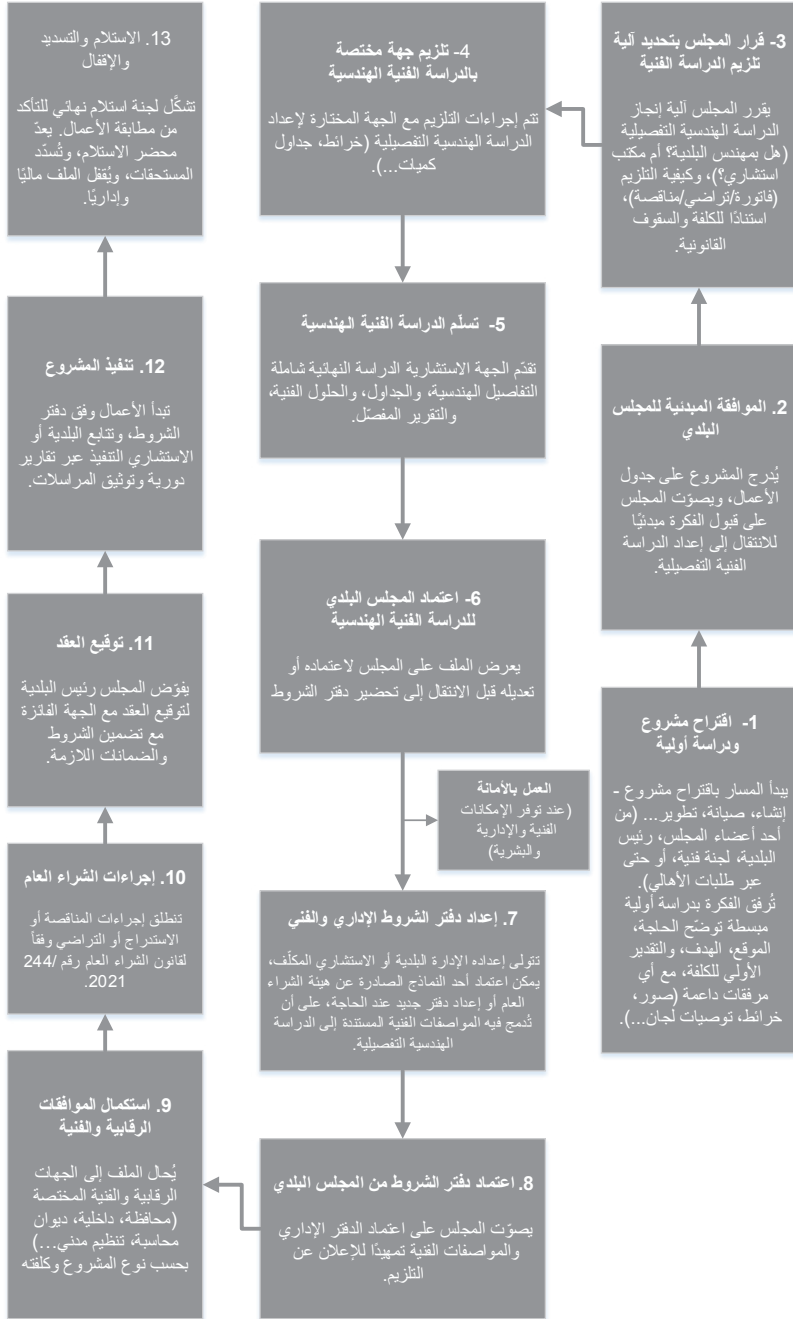 1- اقتراح مشروع
ودراسة أولية
يبدأ المسار باقتراح مشروع -
إنشاء، صيانة، تطوير... (من
أحد أعضاء المجلس، رئيس
البلدية، لجنة فنية، أو حتى
عبر طلبات الأهالي).
تُرفق الفكرة بدراسة أولية
مبسطة توضّح الحاجة،
الموقع، الهدف، والتقدير
الأولي للكلفة، مع أي
مرفقات داعمة (صور،
خرائط، توصيات لجان...).
2. الموافقة المبدئية للمجلس
البلدي
يُدرج المشروع على جدول
الأعمال، ويصوّت المجلس
على قبول الفكرة مبدئيًا
للانتقال إلى إعداد الدراسة
الفنية التفصيلية.
3- قرار المجلس بتحديد آلية
تلزيم الدراسة الفنية
يقرر المجلس آلية إنجاز
الدراسة الهندسية التفصيلية
(هل بمهندس البلدية؟ أم مكتب
استشاري؟)، وكيفية التلزيم
(فاتورة/تراضي/مناقصة)،
استنادًا للكلفة والسقوف
القانونية.
4- تلزيم جهة مختصة
بالدراسة الفنية الهندسية
تتم إجراءات التلزيم مع الجهة المختارة لإعداد
الدراسة الهندسية التفصيلية (خرائط، جداول
كميات...).
5- تسلّم الدراسة الفنية الهندسية
تقدّم الجهة الاستشارية الدراسة النهائية شاملة
التفاصيل الهندسية، والجداول، والحلول الفنية،
والتقرير المفصّل.
6- اعتماد المجلس البلدي
للدراسة الفنية الهندسية
يعرض الملف على المجلس لاعتماده أو
تعديله قبل الانتقال إلى تحضير دفتر الشروط
العمل بالأمانة
(عند توفر الإمكانات
الفنية والإدارية
والبشرية)
7. إعداد دفتر الشروط الإداري والفني
تتولى إعداده الإدارة البلدية أو الاستشاري المكلّف،
يمكن اعتماد أحد النماذج الصادرة عن هيئة الشراء
العام أو إعداد دفتر جديد عند الحاجة، على أن
تُدمج فيه المواصفات الفنية المستندة إلى الدراسة
الهندسية التفصيلية.
8. اعتماد دفتر الشروط من المجلس البلدي
يصوّت المجلس على اعتماد الدفتر الإداري
والمواصفات الفنية تمهيدًا للإعلان عن
التلزيم.
9. استكمال الموافقات
الرقابية والفنية
يُحال الملف إلى الجهات
الرقابية والفنية المختصة
(محافظة، داخلية، ديوان
محاسبة، تنظيم مدني...)
بحسب نوع المشروع وكلفته
10. إجراءات الشراء العام
تنطلق إجراءات المناقصة أو
الاستدراج أو التراضي وفقاً
لقانون الشراء العام رقم 244/
2021.
11. توقيع العقد
يفوّض المجلس رئيس البلدية
لتوقيع العقد مع الجهة الفائزة
مع تضمين الشروط
والضمانات اللازمة.
12. تنفيذ المشروع
تبدأ الأعمال وفق دفتر
الشروط، وتتابع البلدية أو
الاستشاري التنفيذ عبر تقارير
دورية وتوثيق المراسلات.
13. الاستلام والتسديد
والإقفال
تشكَّل لجنة استلام نهائي للتأكد
من مطابقة الأعمال. يعدّ
محضر الاستلام، وتُسدّد
المستحقات، ويُقفل الملف ماليًا
وإداريًا.